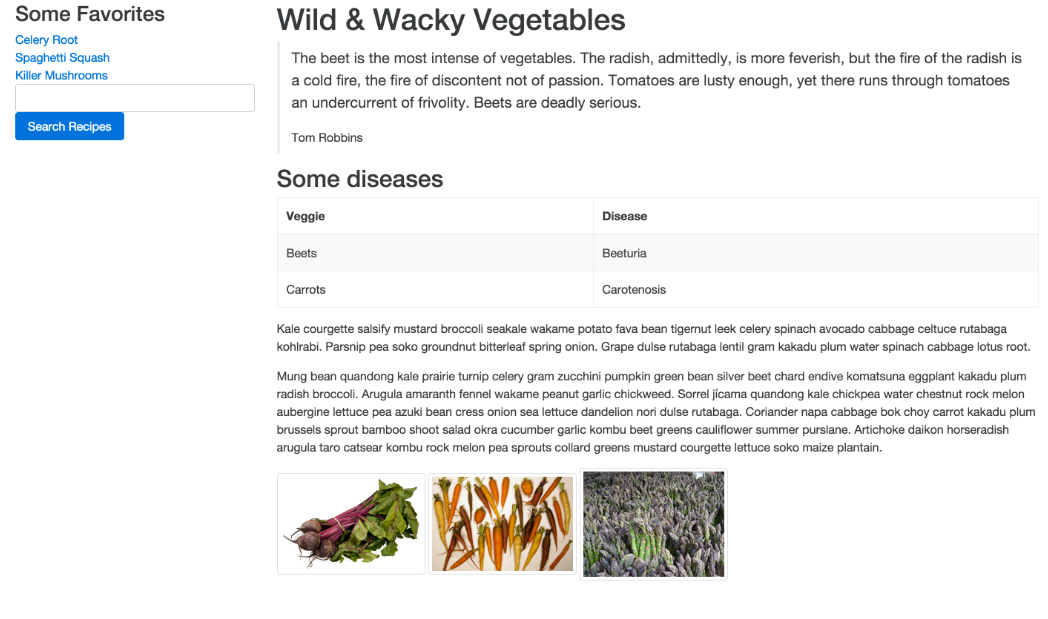 Some Favorites
Celery Root
Spaghetti Squash
Killer Mushrooms
Search Recipes
Wild & Wacky Vegetables
The beet is the most intense of vegetables. The radish, admittedly, is more feverish, but the fire of the radish is
a cold fire, the fire of discontent not of passion. Tomatoes are lusty enough, yet there runs through tomatoes
an undercurrent of frivolity. Beets are deadly serious.
Tom Robbins
Some diseases
Veggie Disease
Beets Beeturia
Carrots Carotenosis
Kale courgette salsify mustard broccoli seakale wakame potato fava bean tigernut leek celery spinach avocado cabbage celtuce rutabaga
kohlrabi. Parsnip pea soko groundnut bitterleaf spring onion. Grape dulse rutabaga lentil gram kakadu plum water spinach cabbage lotus root.
Mung bean quandong kale prairie turnip celery gram zucchini pumpkin green bean silver beet chard endive komatsuna eggplant kakadu plum
radish broccoli. Arugula amaranth fennel wakame peanut garlic chickweed. Sorrel jícama quandong kale chickpea water chestnut rock melon
aubergine lettuce pea azuki bean cress onion sea lettuce dandelion nori dulse rutabaga. Coriander napa cabbage bok choy carrot kakadu plum
brussels sprout bamboo shoot salad okra cucumber garlic kombu beet greens cauliflower summer purslane. Artichoke daikon horseradish
arugula taro catsear kombu rock melon pea sprouts collard greens mustard courgette lettuce soko maize plantain.